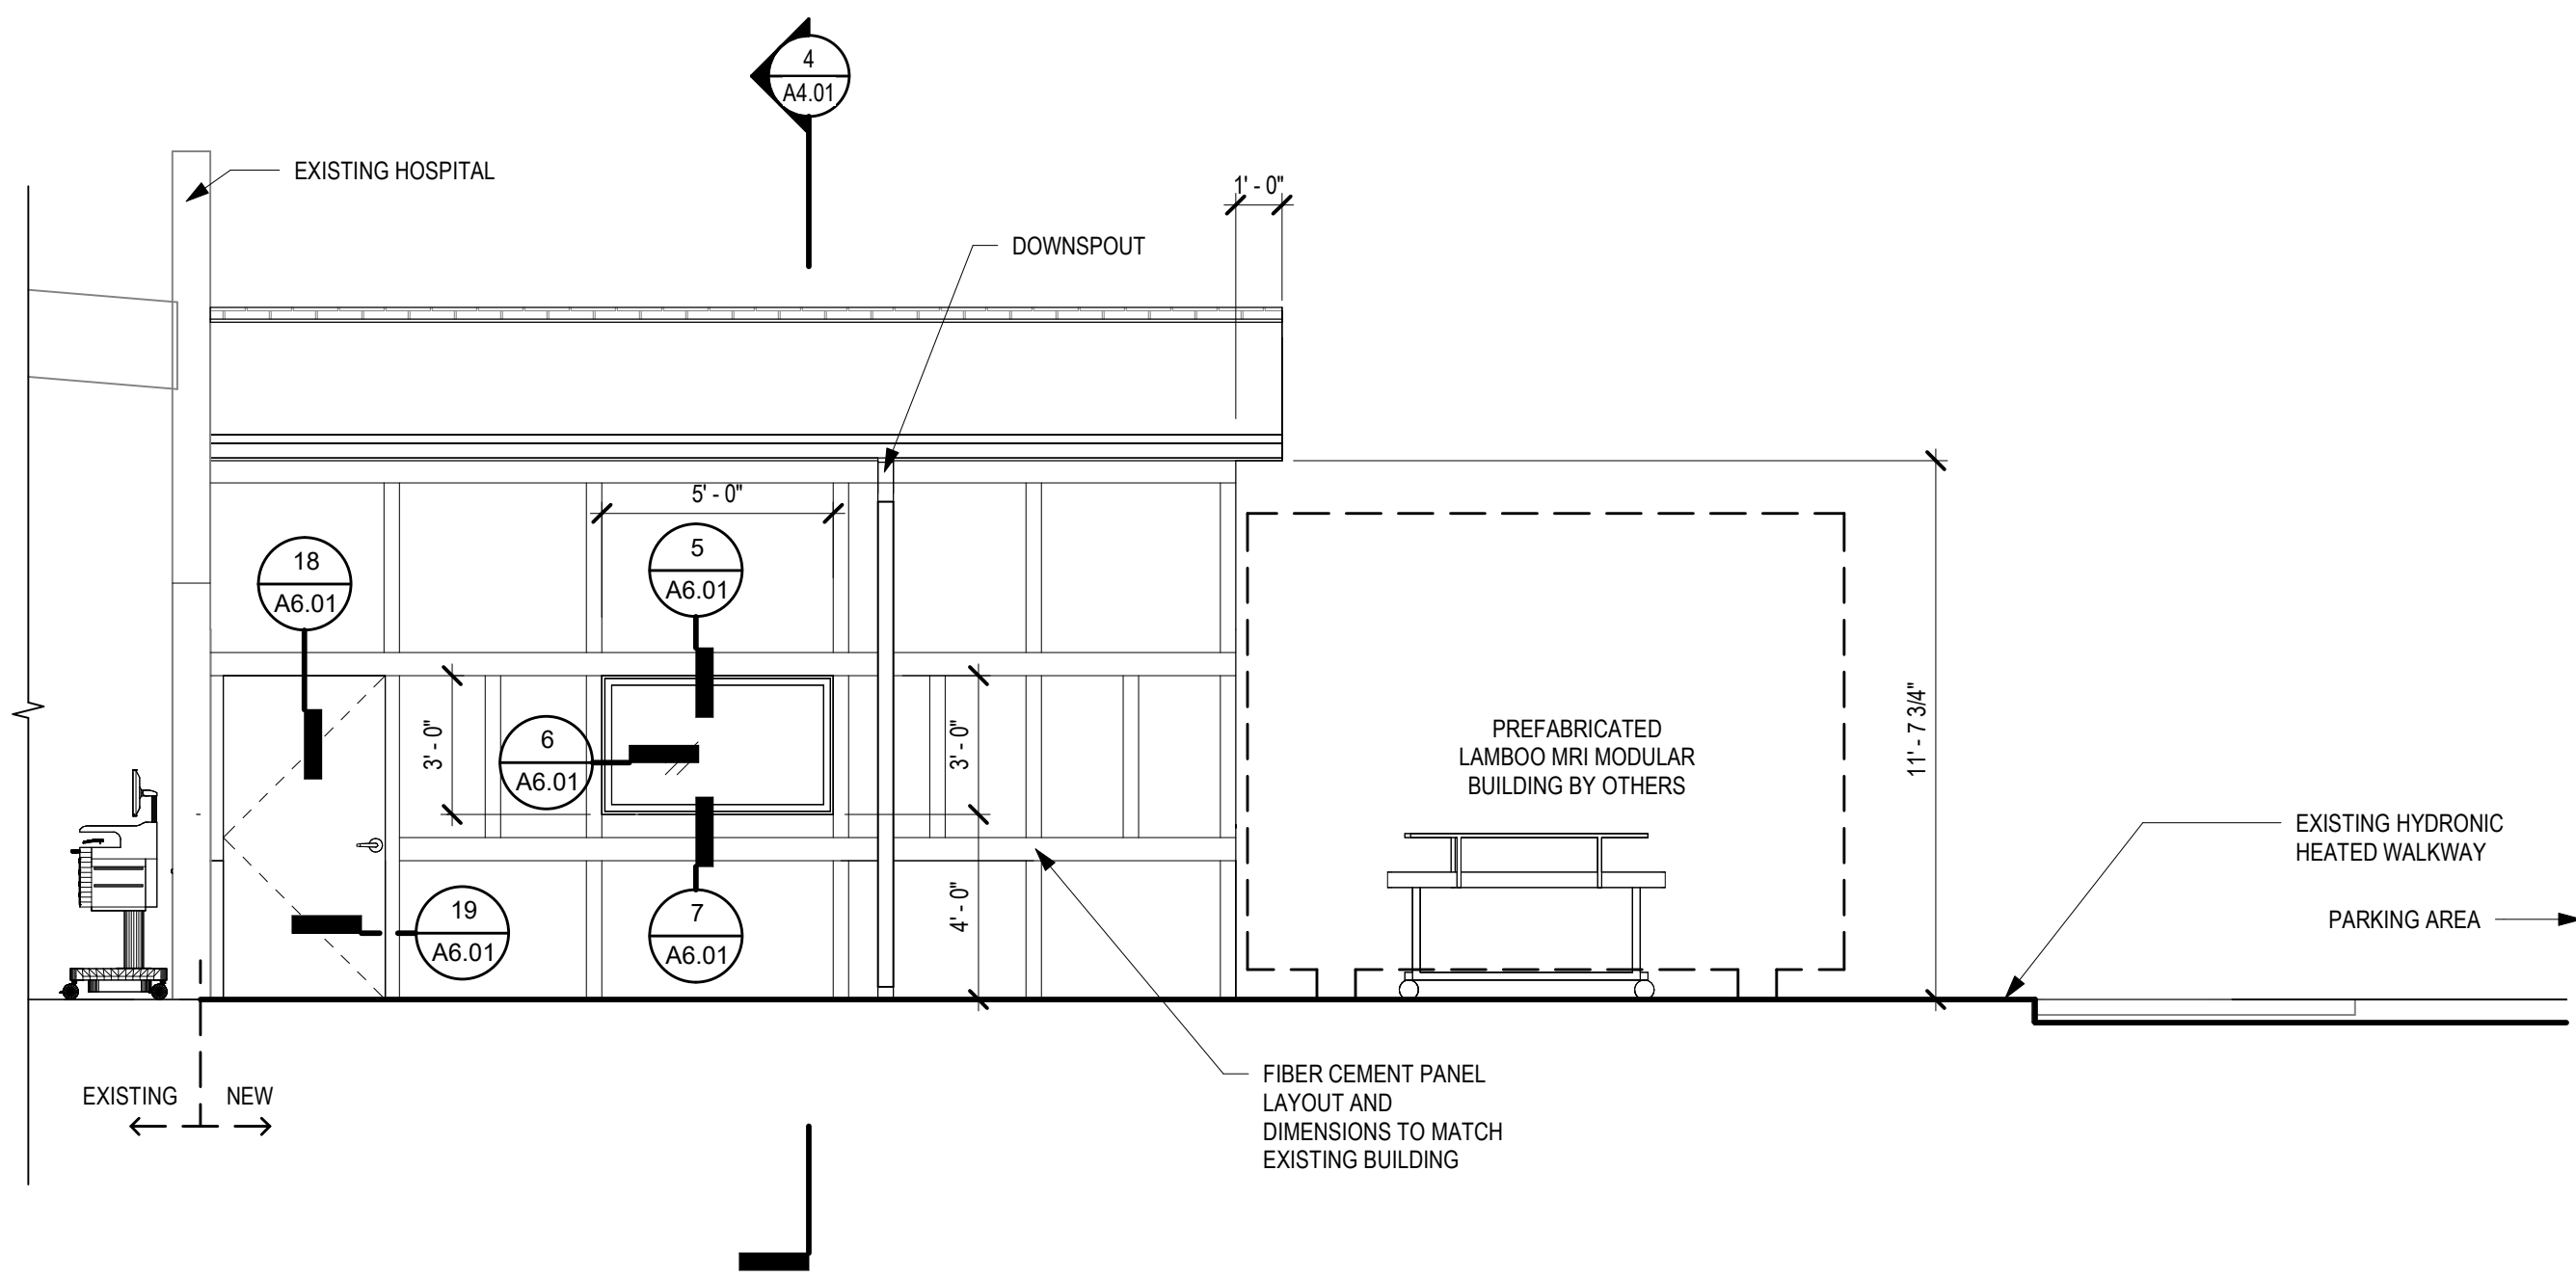 4
A4.01
EXISTING HOSPITAL
1' - 0"
DOWNSPOUT
5' - 0"
18
A6.01
5
A6.01
3' - 0"
6
A6.01
3' - 0"
11' - 7 3/4"
PREFABRICATED
LAMBOO MRI MODULAR
BUILDING BY OTHERS
EXISTING HYDRONIC
HEATED WALKWAY
19
A6.01
7
A6.01
4' - 0"
PARKING AREA
EXISTING
NEW
FIBER CEMENT PANEL
LAYOUT AND
DIMENSIONS TO MATCH
EXISTING BUILDING